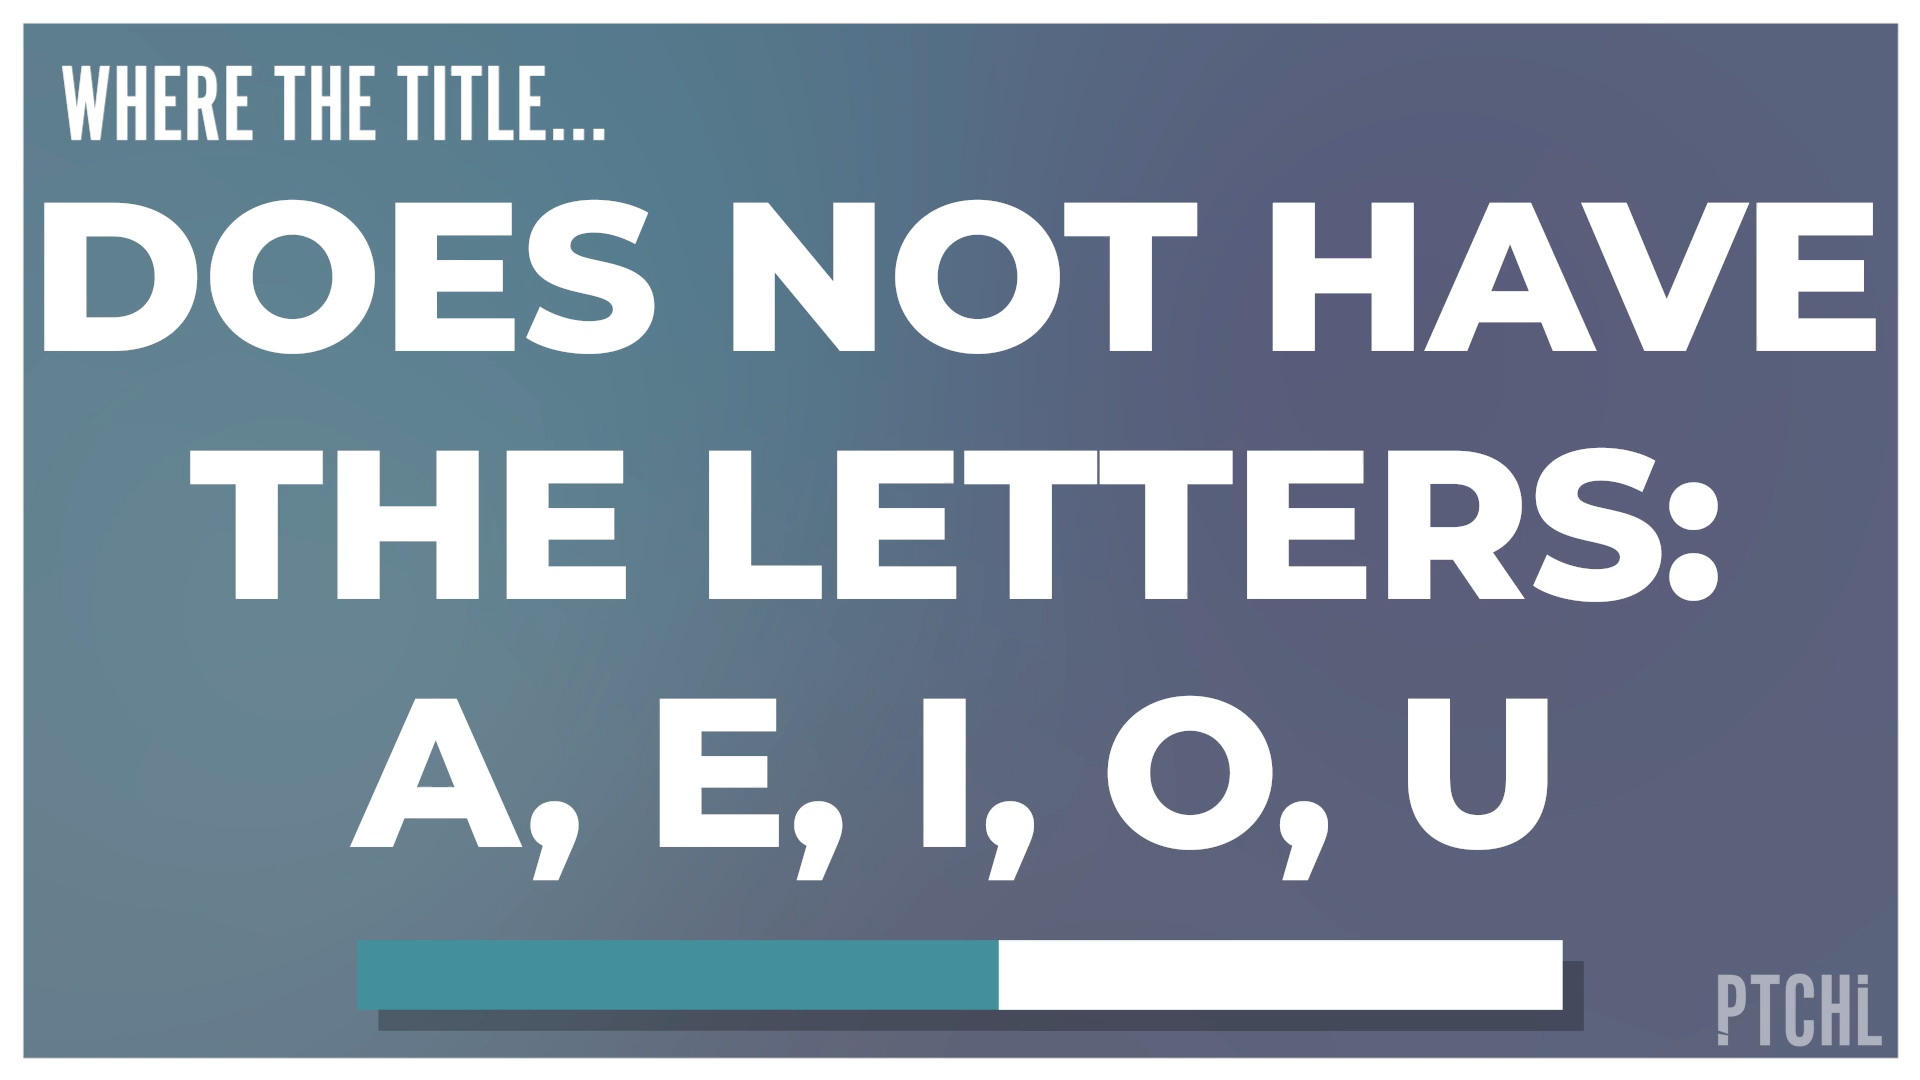 WHERE THE TITLE...
DOES NOT HAVE
THE LETTERS:
A, E, I, O, U
PTCHi